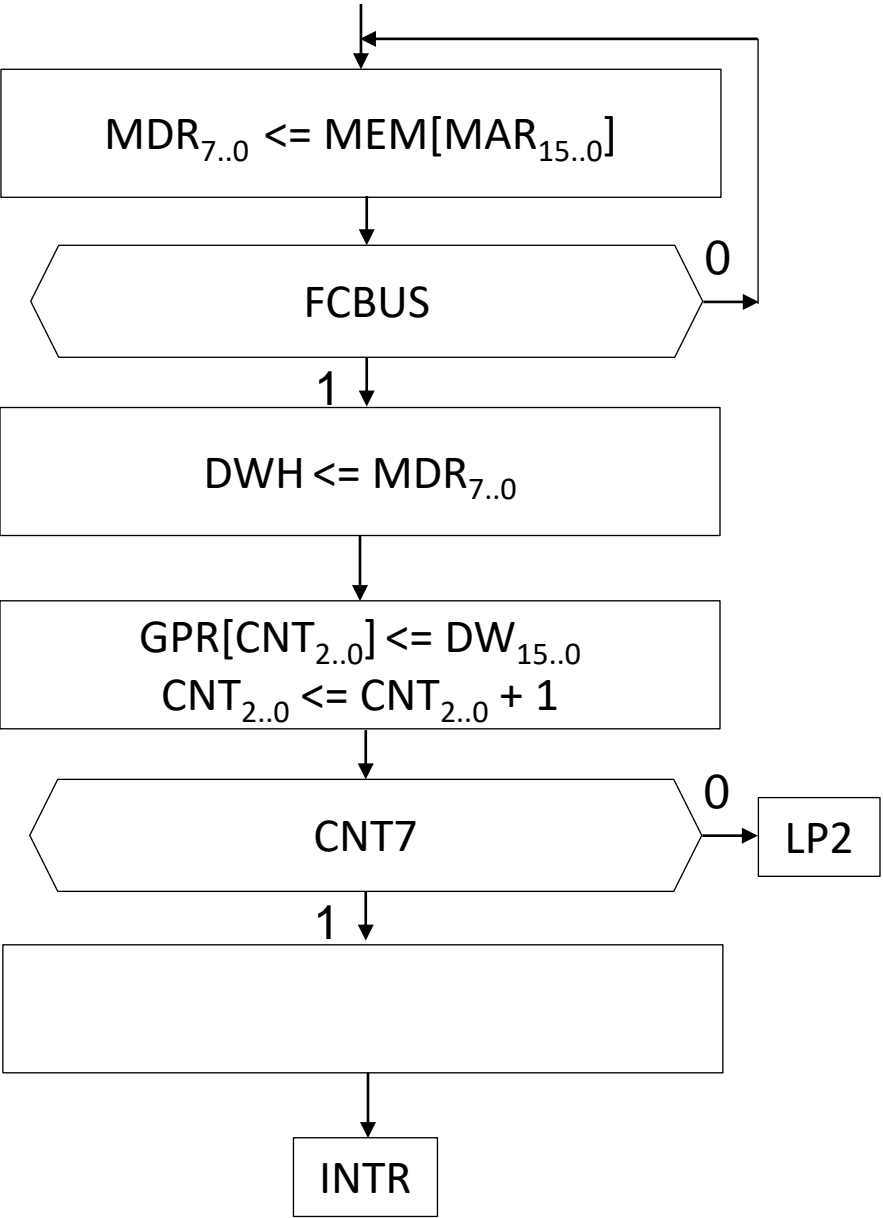 MDR₇..₀ <= MEM[MAR₁₅..₀]
0
FCBUS
1
DWH <= MDR₇..₀
GPR[CNT₂..₀] <= DW₁₅..₀
CNT₂..₀ <= CNT₂..₀ + 1
0
CNT7
LP2
1
INTR